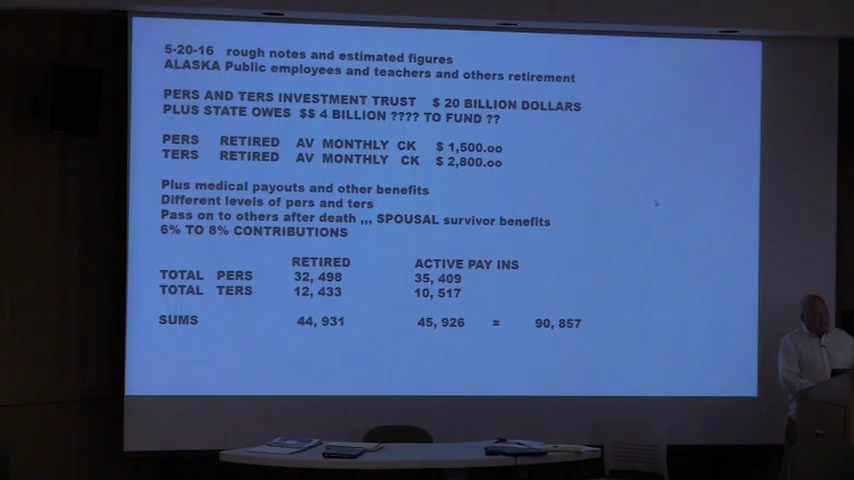 5-20-16 rough notes and estimated figures
ALASKA Public employees and teachers and others retirement
PERS AND TERS INVESTMENT TRUST $ 20 BILLION DOLLARS
PLUS STATE OWES $$ 4 BILLION ???? TO FUND ??
PERS RETIRED AV MONTHLY CK $ 1,500.oo
TERS RETIRED AV MONTHLY CK $ 2,800.oo
Plus medical payouts and other benefits
Different levels of pers and ters
Pass on to others after death ,,, SPOUSAL survivor benefits
6% TO 8% CONTRIBUTIONS
RETIRED ACTIVE PAY INS
TOTAL PERS 32, 498 35, 409
TOTAL TERS 12, 433 10, 517
SUMS 44, 931 45, 926 = 90, 857